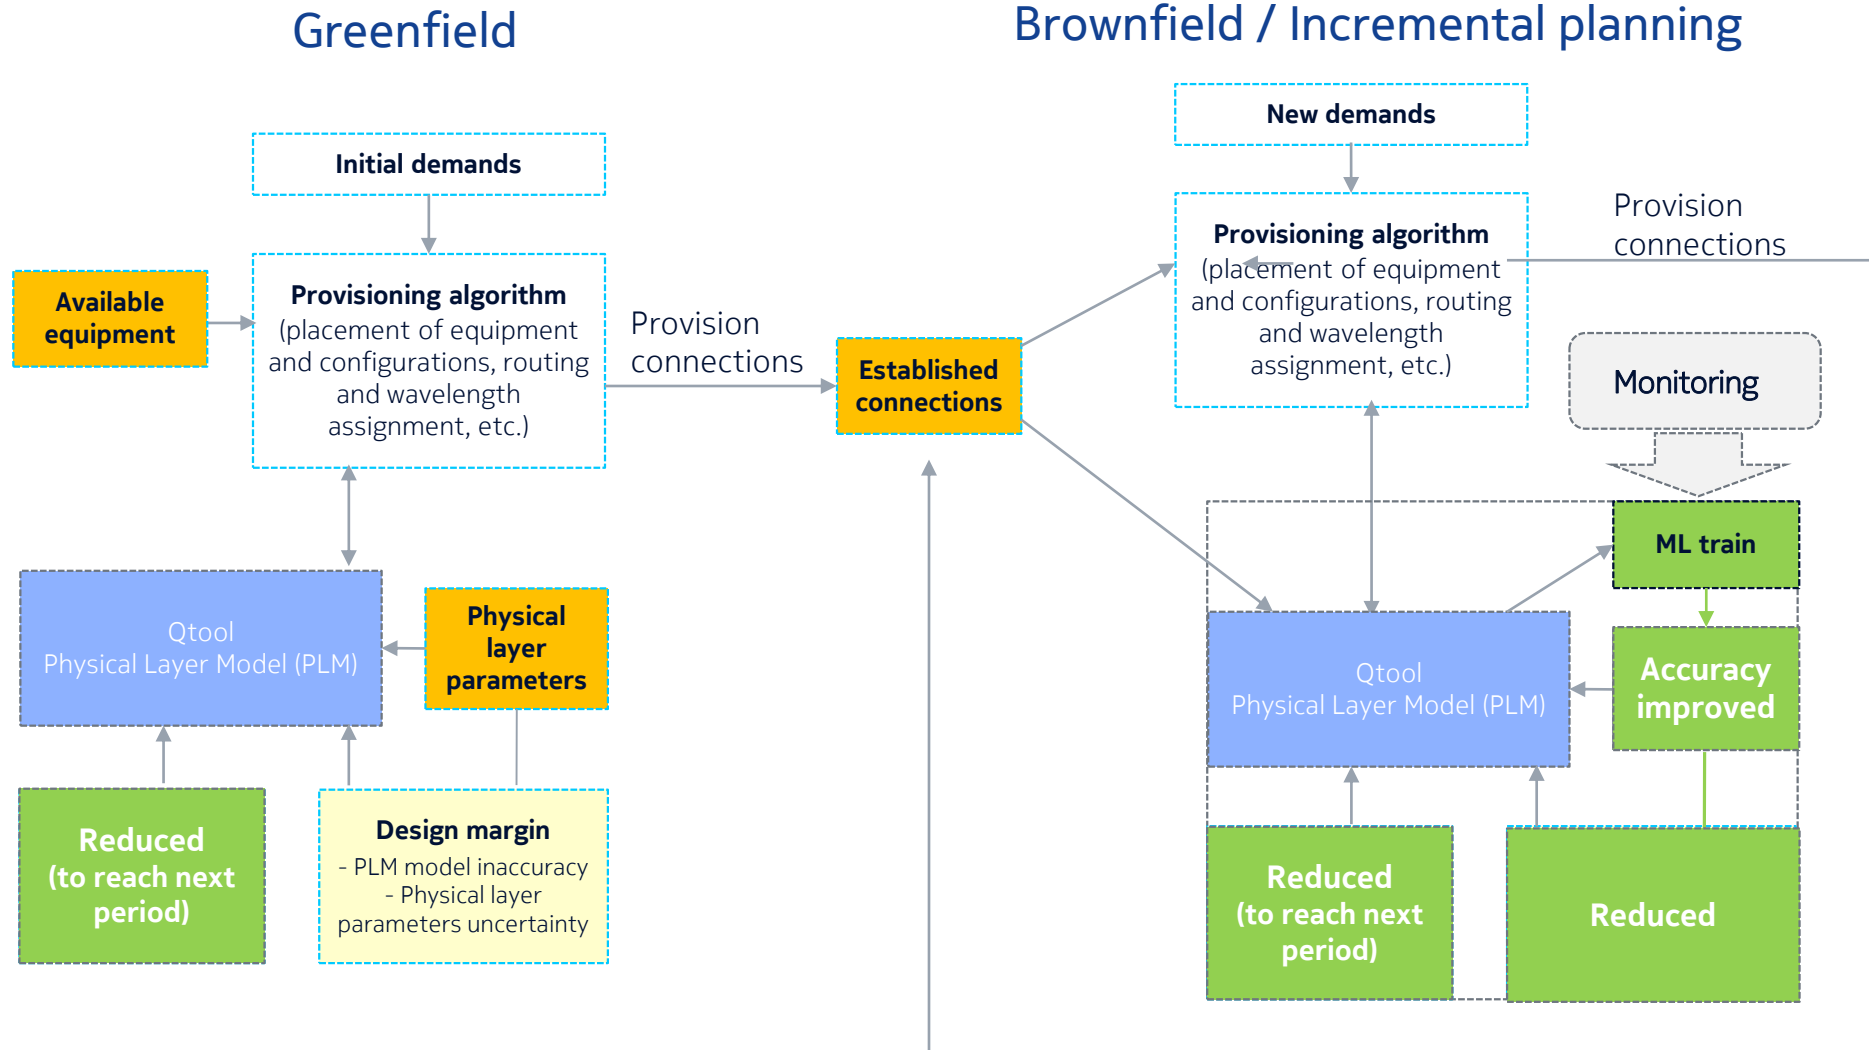 Greenfield
Brownfield / Incremental planning
Initial demands
Available
equipment
Provisioning algorithm
(placement of equipment
and configurations, routing
and wavelength
assignment, etc.)
Provision
connections
Qtool
Physical Layer Model (PLM)
Physical
layer
parameters
Reduced
(to reach next
period)
Design margin
- PLM model inaccuracy
- Physical layer
parameters uncertainty
Established
connections
New demands
Provisioning algorithm
(placement of equipment
and configurations, routing
and wavelength
assignment, etc.)
Provision
connections
Monitoring
ML train
Qtool
Physical Layer Model (PLM)
Accuracy
improved
Reduced
(to reach next
period)
Reduced